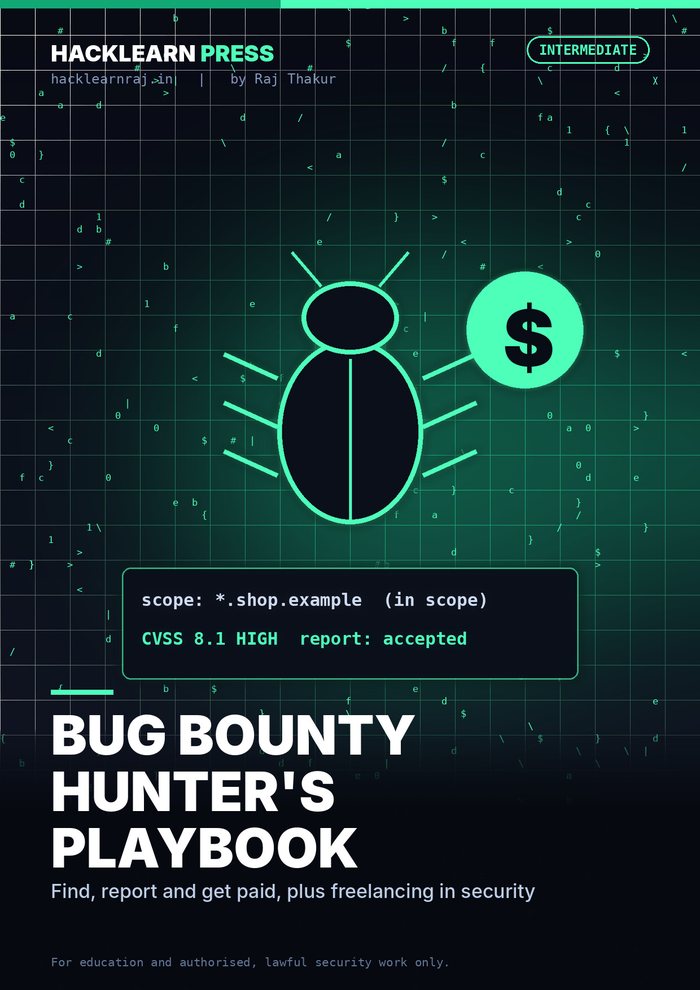 HACKLEARN PRESS
INTERMEDIATE
hacklearnraj.in | by Raj Thakur
$
scope: *.shop.example (in scope)
CVSS 8.1 HIGH report: accepted
BUG BOUNTY
HUNTER'S
PLAYBOOK
Find, report and get paid, plus freelancing in security
For education and authorised, lawful security work only.